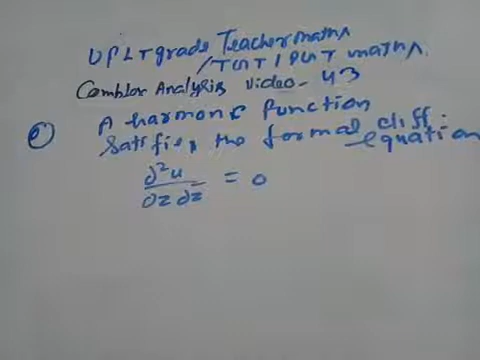 UP LT grade Teacher maths
/TGT / PGT maths
Complex Analysis Video - 43
A harmonic function
Satisfies the formal diff.
equation
∂²u
―― = 0
∂z ∂z̄